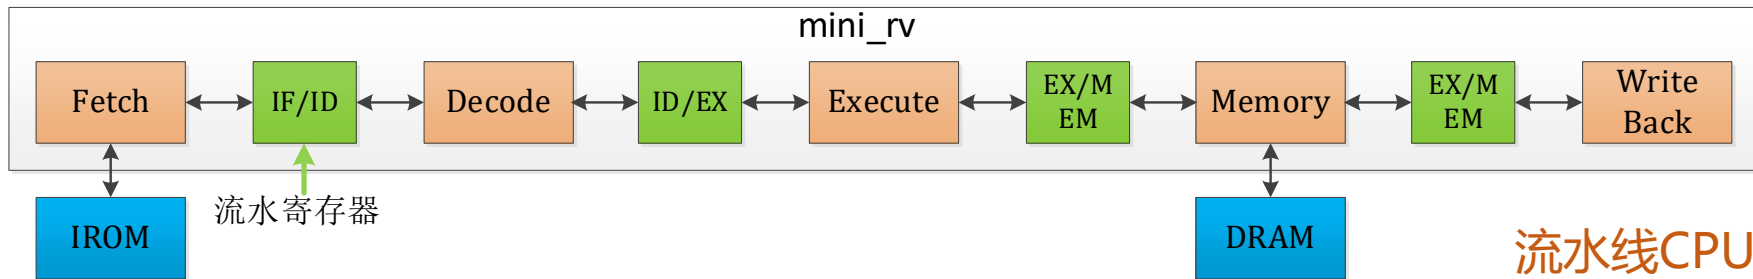 mini_rv
Fetch
IF/ID
Decode
ID/EX
Execute
EX/M
EM
Memory
EX/M
EM
Write
Back
流水寄存器
IROM
DRAM
流水线CPU